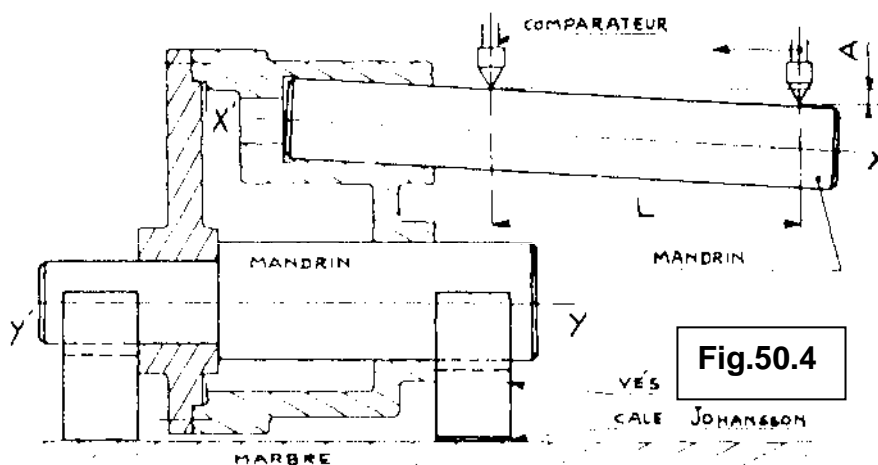 COMPARATEUR
A
X'
X
L
MANDRIN
MANDRIN
Y'
Y
Fig.50.4
VÉS
CALE JOHANSSON
MARBRE